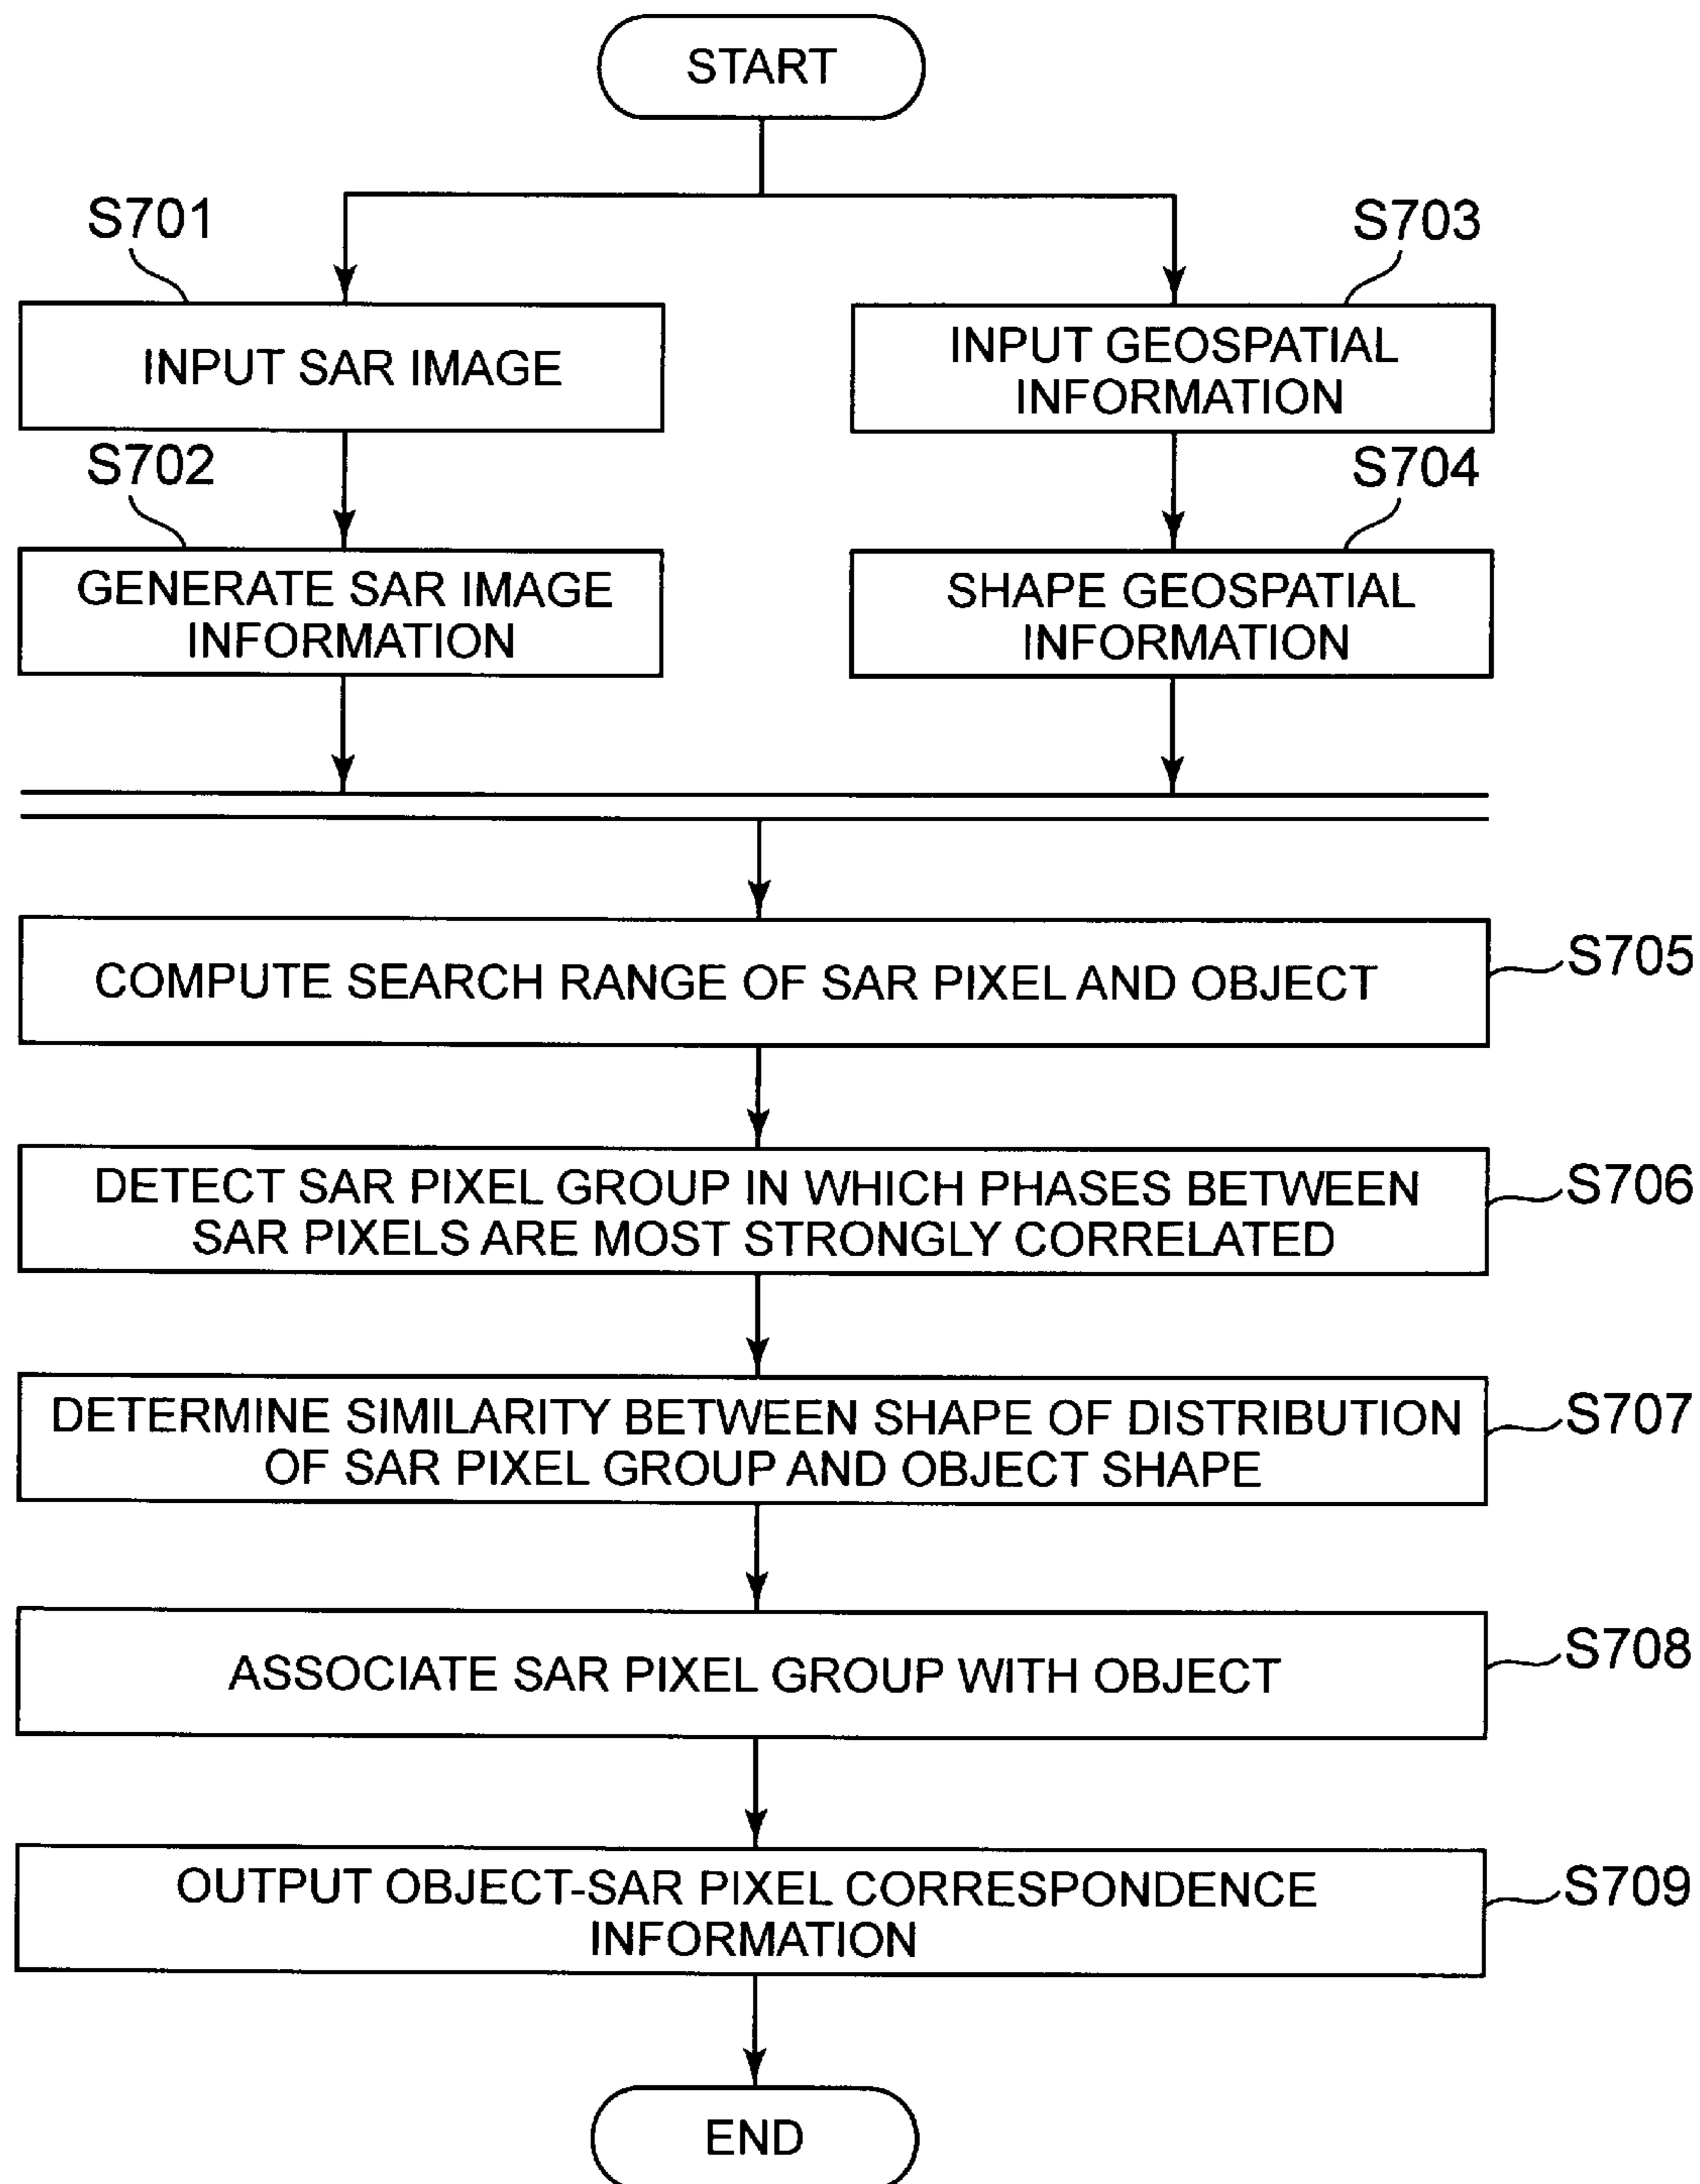 START
S701
S703
INPUT SAR IMAGE
INPUT GEOSPATIAL
INFORMATION
S702
S704
GENERATE SAR IMAGE
INFORMATION
SHAPE GEOSPATIAL
INFORMATION
COMPUTE SEARCH RANGE OF SAR PIXEL AND OBJECT
S705
DETECT SAR PIXEL GROUP IN WHICH PHASES BETWEEN
SAR PIXELS ARE MOST STRONGLY CORRELATED
S706
DETERMINE SIMILARITY BETWEEN SHAPE OF DISTRIBUTION
OF SAR PIXEL GROUP AND OBJECT SHAPE
S707
ASSOCIATE SAR PIXEL GROUP WITH OBJECT
S708
OUTPUT OBJECT-SAR PIXEL CORRESPONDENCE
INFORMATION
S709
END